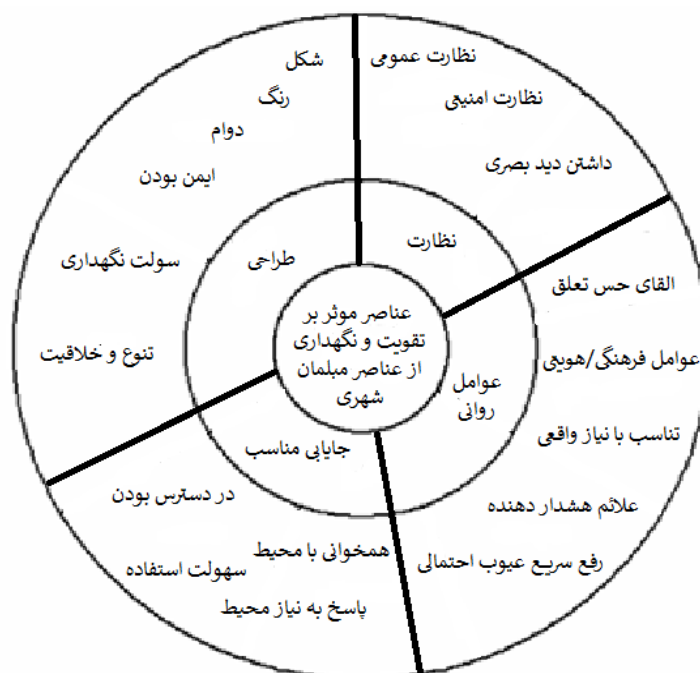 عناصر موثر بر
تقویت و نگهداری
از عناصر مبلمان
شهری
نظارت
نظارت عمومی
نظارت امنیتی
داشتن دید بصری
عوامل
روانی
القای حس تعلق
عوامل فرهنگی/هویتی
تناسب با نیاز واقعی
علائم هشدار دهنده
رفع سریع عیوب احتمالی
جایابی مناسب
در دسترس بودن
همخوانی با محیط
سهولت استفاده
پاسخ به نیاز محیط
طراحی
شکل
رنگ
دوام
ایمن بودن
سولت نگهداری
تنوع و خلاقیت